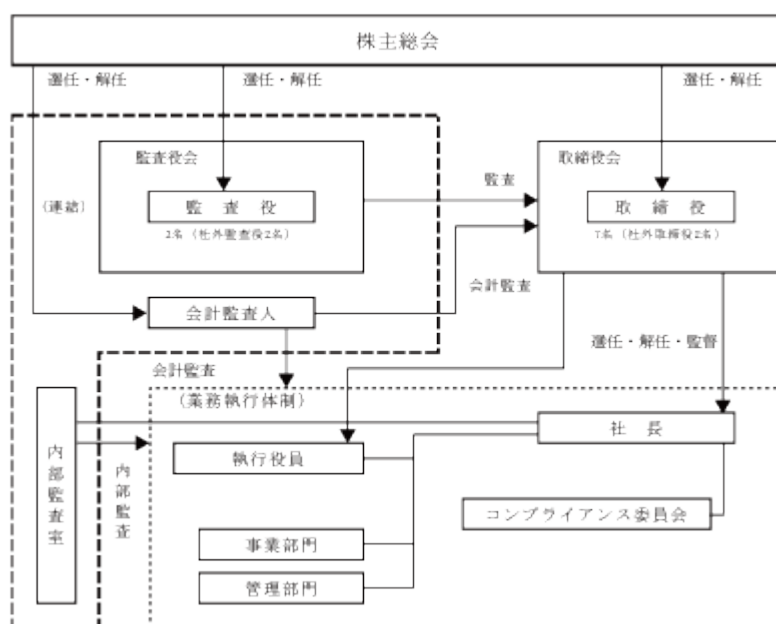 株主総会
選任・解任
選任・解任
選任・解任
監査役会
取締役会
監査
(連結)
監査役
取締役
3名（社外監査役2名）
7名（社外取締役2名）
会計監査人
会計監査
選任・解任・監督
会計監査
(業務執行体制)
社長
内部監査室
内部監査
執行役員
コンプライアンス委員会
事業部門
管理部門